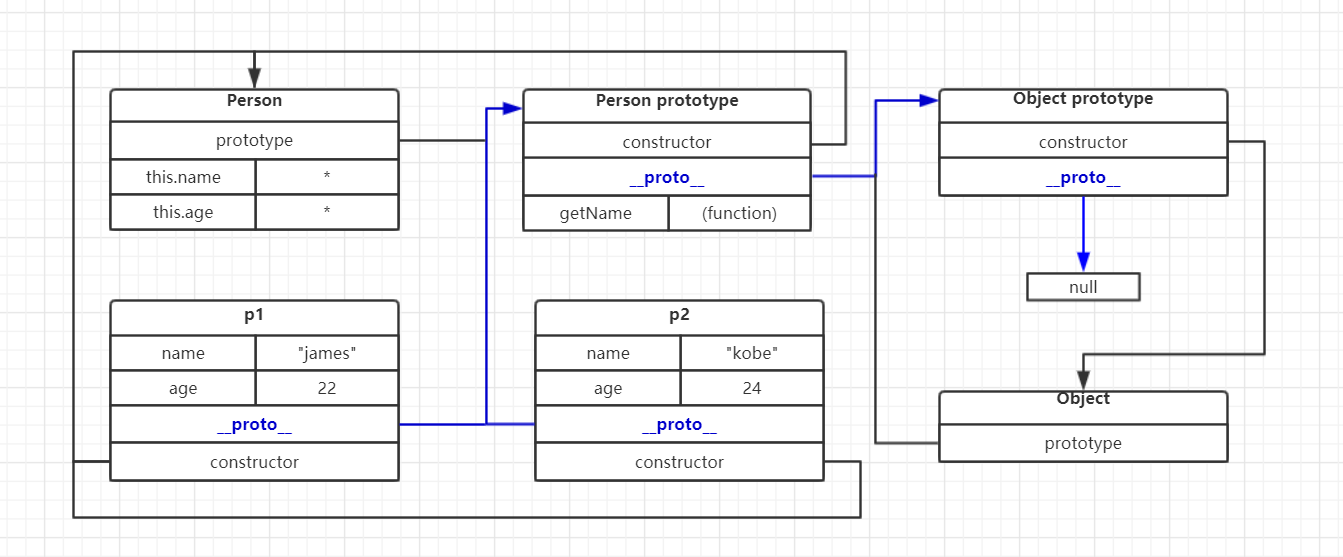 Person
prototype
this.name *
this.age *
Person prototype
constructor
__proto__
getName (function)
Object prototype
constructor
__proto__
null
p1
name "james"
age 22
__proto__
constructor
p2
name "kobe"
age 24
__proto__
constructor
Object
prototype